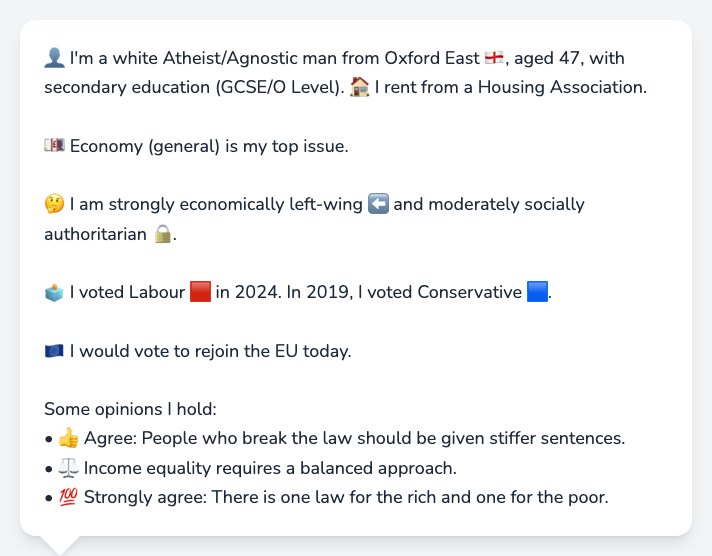 👤 I'm a white Atheist/Agnostic man from Oxford East 🏴󠁧󠁢󠁥󠁮󠁧󠁿, aged 47, with
secondary education (GCSE/O Level). 🏠 I rent from a Housing Association.
💷 Economy (general) is my top issue.
🤔 I am strongly economically left-wing ⬅️ and moderately socially
authoritarian 🔒.
🗳️ I voted Labour 🟥 in 2024. In 2019, I voted Conservative 🟦.
🇪🇺 I would vote to rejoin the EU today.
Some opinions I hold:
• 👍 Agree: People who break the law should be given stiffer sentences.
• ⚖️ Income equality requires a balanced approach.
• 💯 Strongly agree: There is one law for the rich and one for the poor.